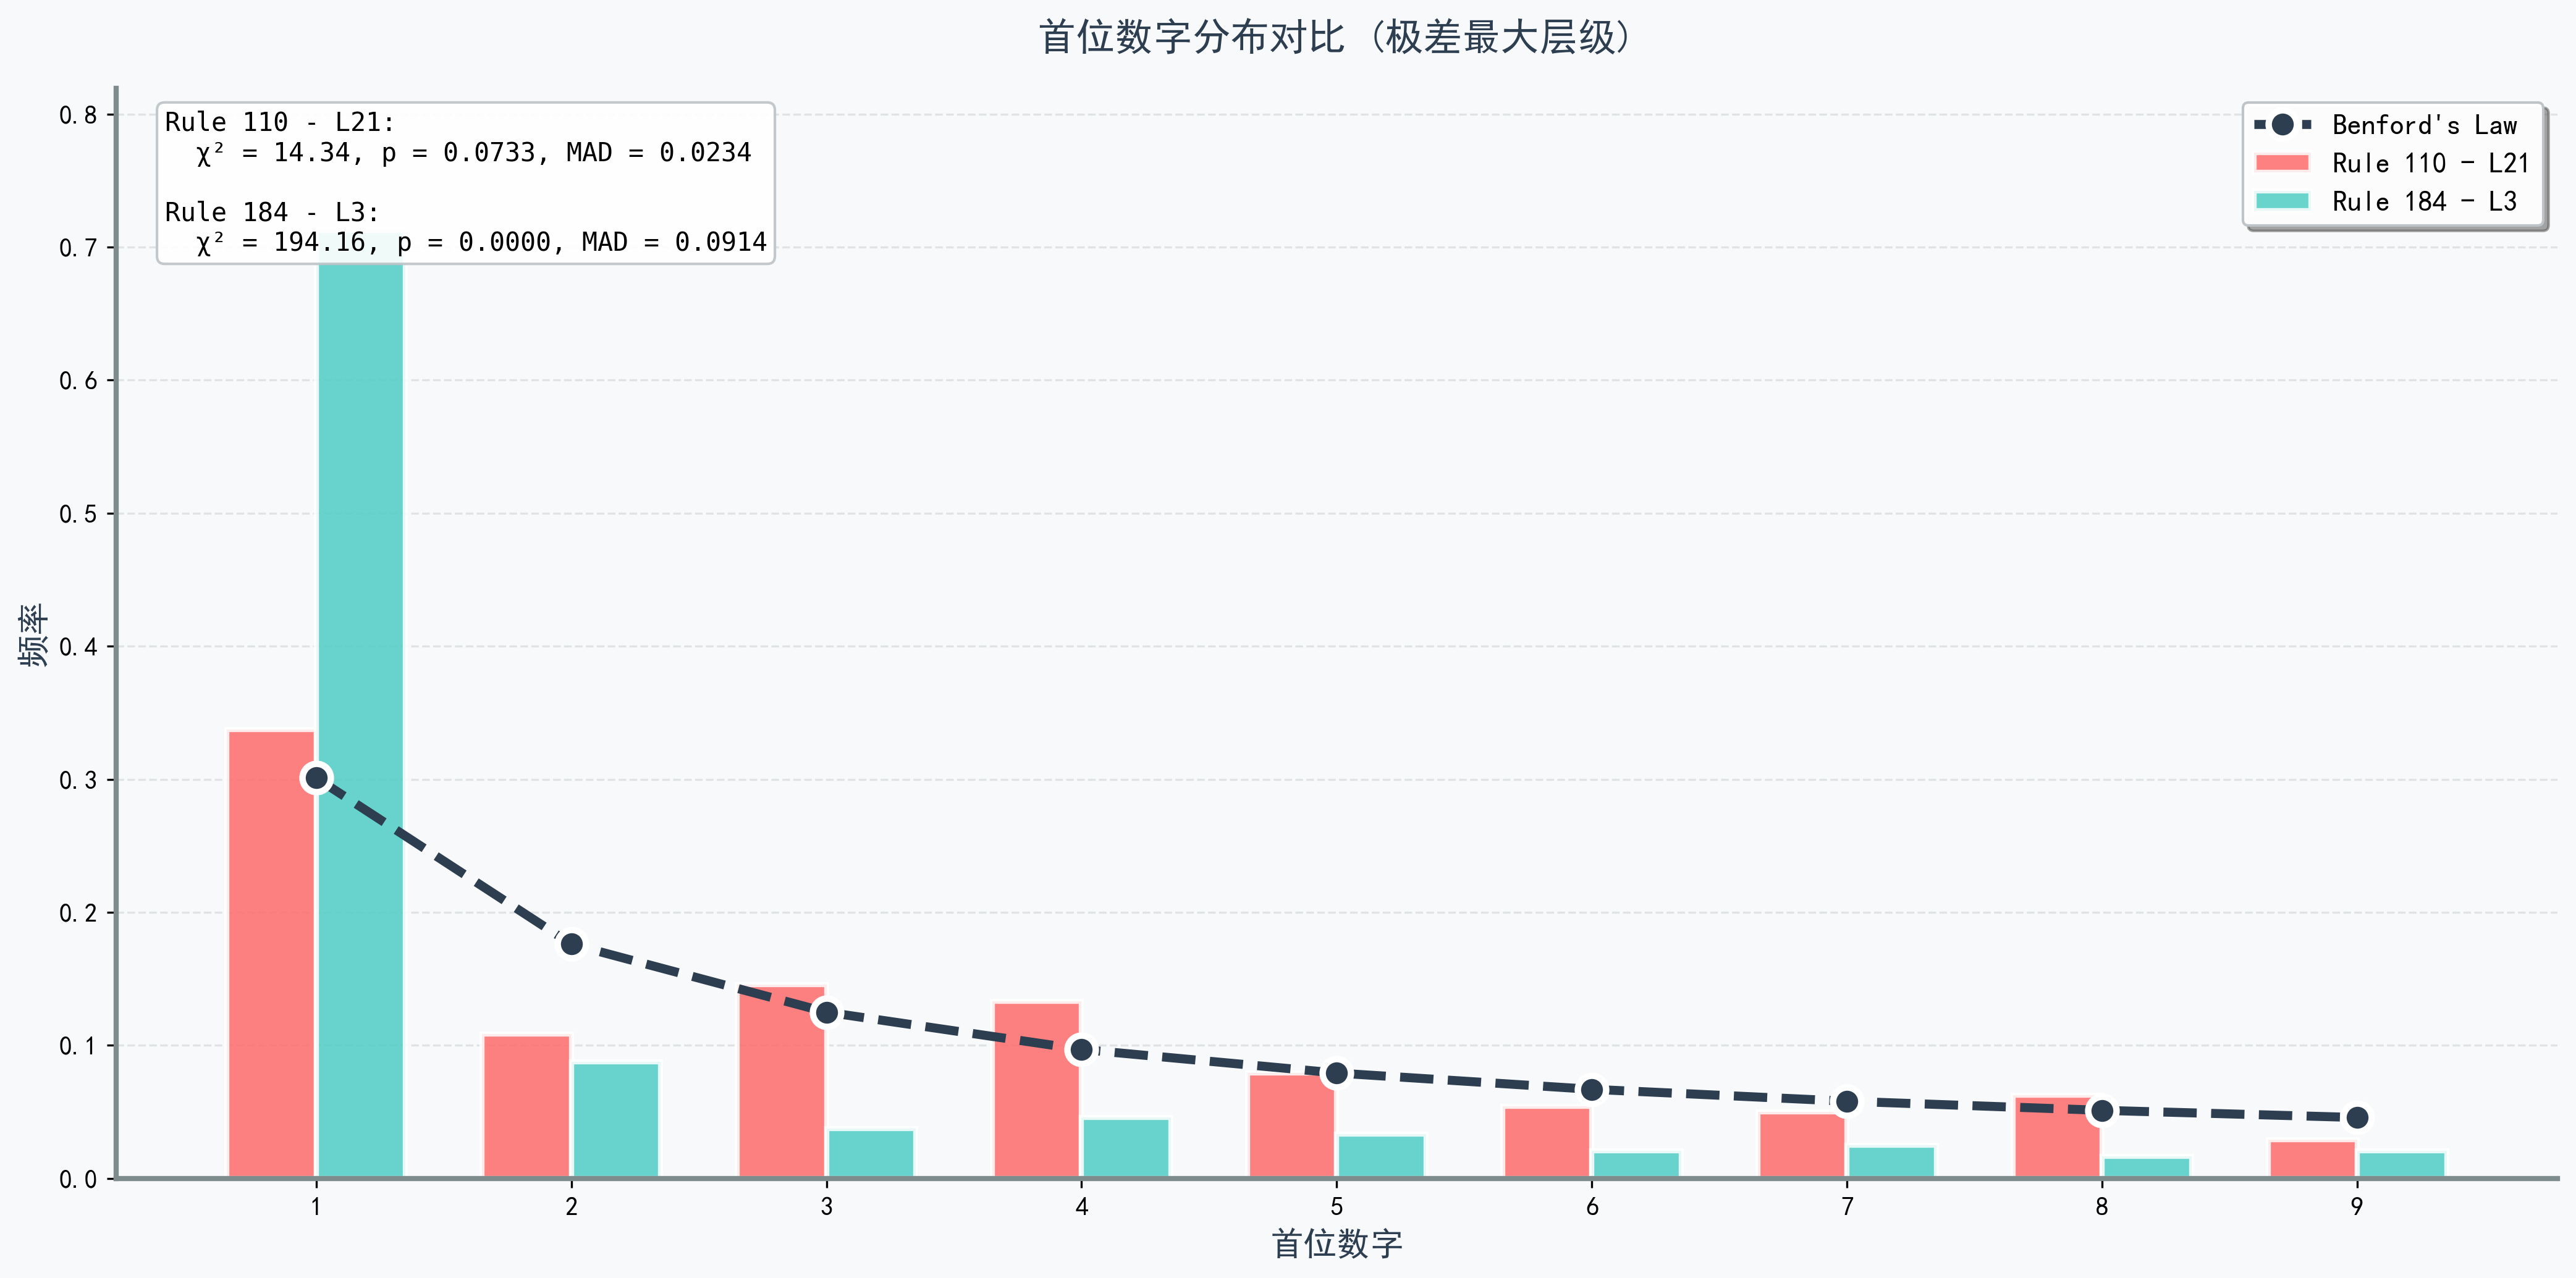 首位数字分布对比 (极差最大层级)
Rule 110 - L21:
χ² = 14.34, p = 0.0733, MAD = 0.0234
Rule 184 - L3:
χ² = 194.16, p = 0.0000, MAD = 0.0914
Benford's Law
Rule 110 - L21
Rule 184 - L3
频率
0.8
0.7
0.6
0.5
0.4
0.3
0.2
0.1
0.0
1 2 3 4 5 6 7 8 9
首位数字